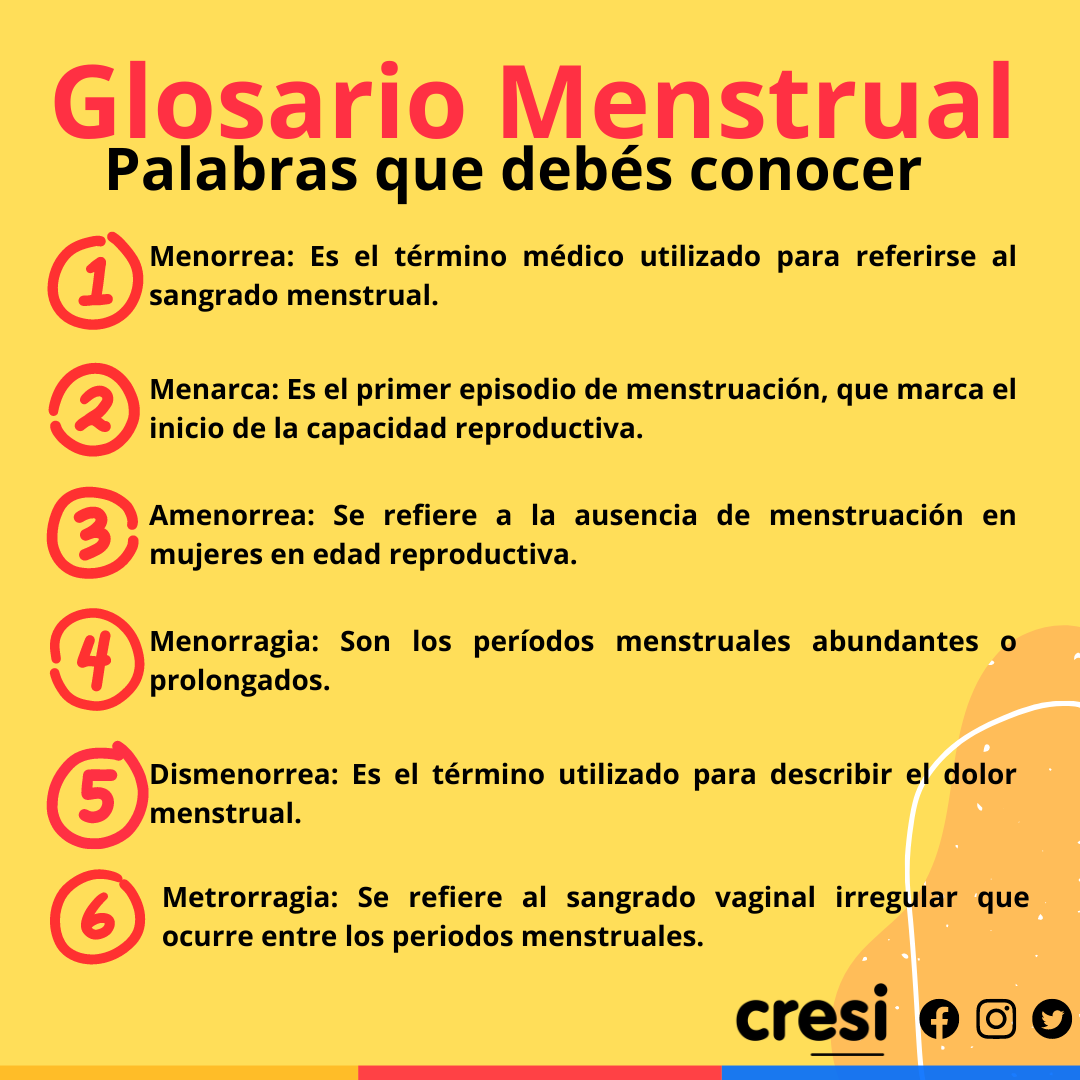 Glosario Menstrual
Palabras que debés conocer
1
Menorrea: Es el término médico utilizado para referirse al
sangrado menstrual.
2
Menarca: Es el primer episodio de menstruación, que marca el
inicio de la capacidad reproductiva.
3
Amenorrea: Se refiere a la ausencia de menstruación en
mujeres en edad reproductiva.
4
Menorragia: Son los períodos menstruales abundantes o
prolongados.
5
Dismenorrea: Es el término utilizado para describir el dolor
menstrual.
6
Metrorragia: Se refiere al sangrado vaginal irregular que
ocurre entre los periodos menstruales.
cresi